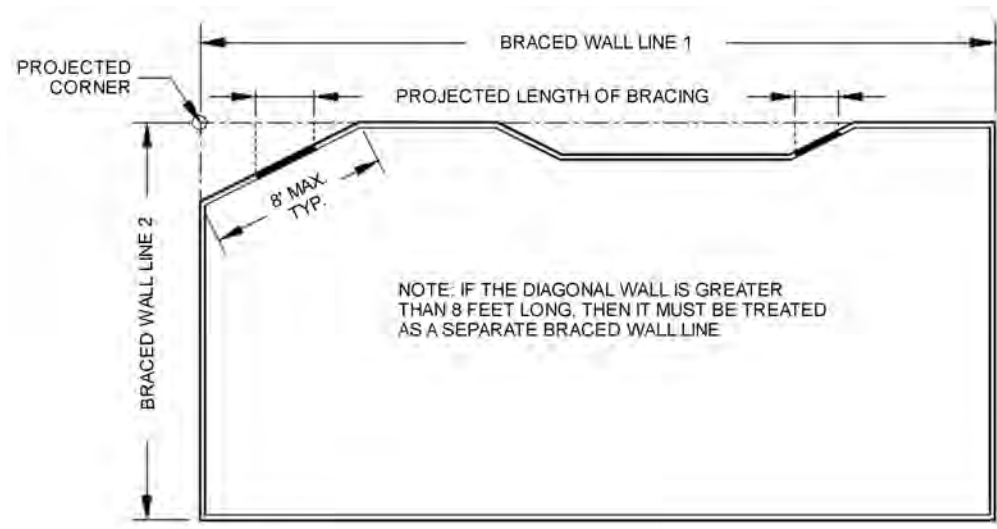 BRACED WALL LINE 1
PROJECTED
CORNER
PROJECTED LENGTH OF BRACING
8' MAX.
TYP.
BRACED WALL LINE 2
NOTE: IF THE DIAGONAL WALL IS GREATER
THAN 8 FEET LONG, THEN IT MUST BE TREATED
AS A SEPARATE BRACED WALL LINE